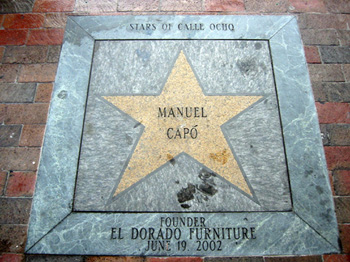 STARS OF CALLE OCHO
MANUEL
CAPÓ
FOUNDER
EL DORADO FURNITURE
JUNE 19, 2002